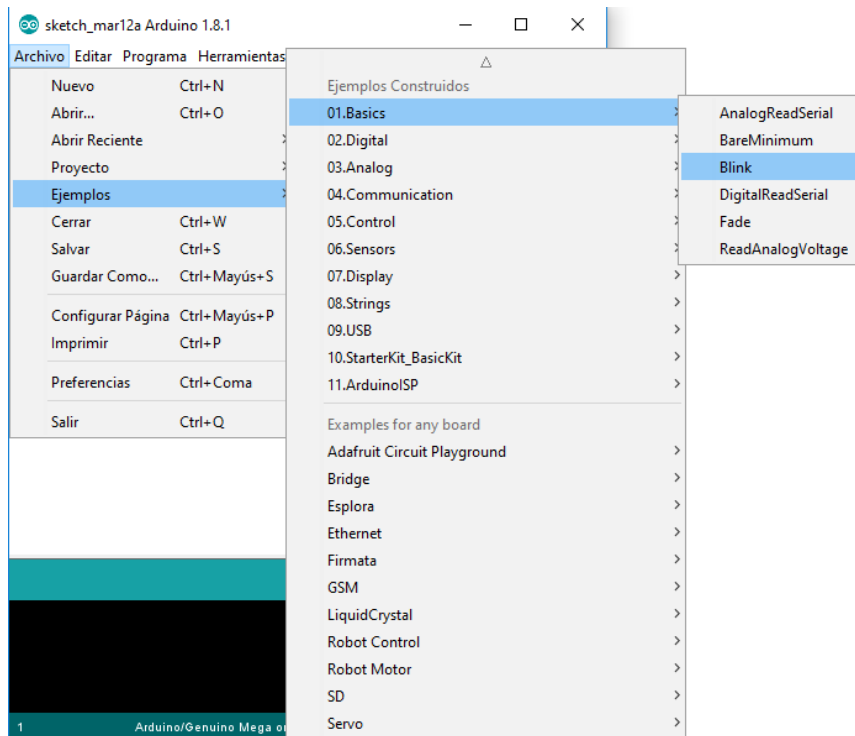 sketch_mar12a Arduino 1.8.1
Archivo Editar Programa Herramientas
Nuevo Ctrl+N
Abrir... Ctrl+O
Abrir Reciente
Proyecto
Ejemplos
Cerrar Ctrl+W
Salvar Ctrl+S
Guardar Como... Ctrl+Mayús+S
Configurar Página Ctrl+Mayús+P
Imprimir Ctrl+P
Preferencias Ctrl+Coma
Salir Ctrl+Q
Ejemplos Construidos
01.Basics
02.Digital
03.Analog
04.Communication
05.Control
06.Sensors
07.Display
08.Strings
09.USB
10.StarterKit_BasicKit
11.ArduinoISP
Examples for any board
Adafruit Circuit Playground
Bridge
Esplora
Ethernet
Firmata
GSM
LiquidCrystal
Robot Control
Robot Motor
SD
Servo
AnalogReadSerial
BareMinimum
Blink
DigitalReadSerial
Fade
ReadAnalogVoltage
1 Arduino/Genuino Mega